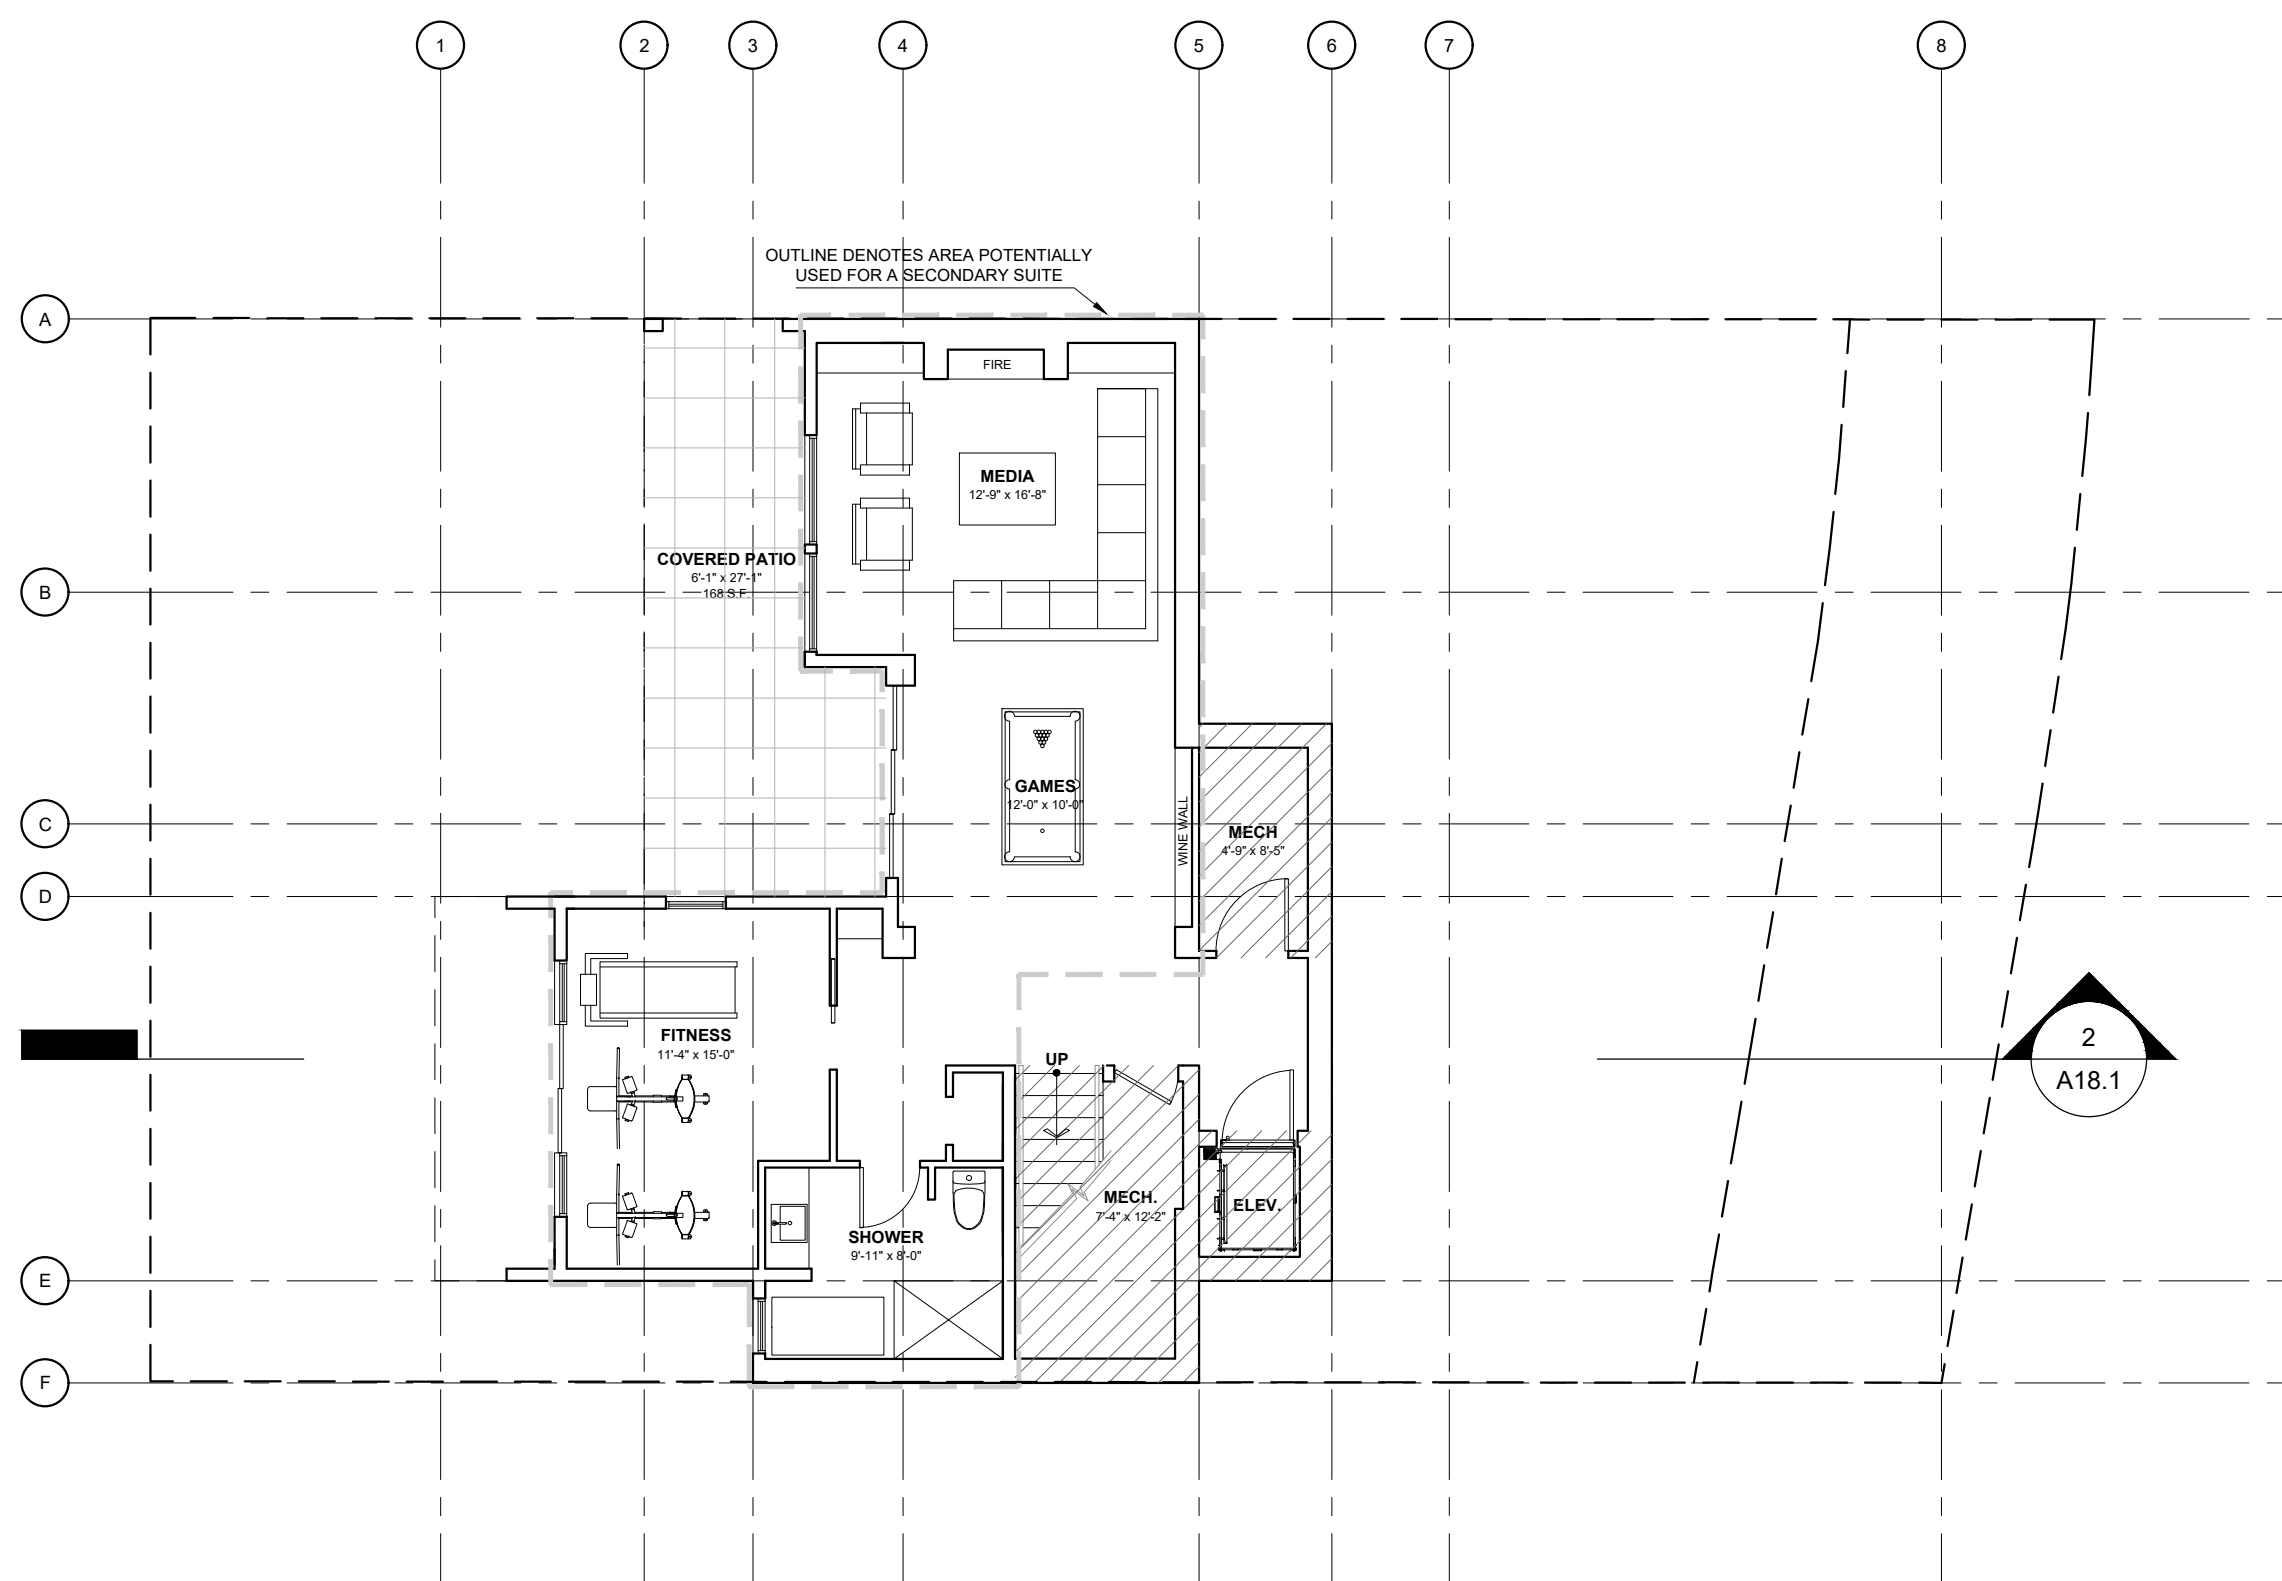 1
2
3
4
5
6
7
8
OUTLINE DENOTES AREA POTENTIALLY
USED FOR A SECONDARY SUITE
A
FIRE
MEDIA
12'-9" x 16'-8"
COVERED PATIO
6'-1" x 27'-1"
168 S.F.
B
GAMES
12'-0" x 10'-0"
WINE WALL
C
MECH
4'-9" x 8'-5"
D
FITNESS
11'-4" x 15'-0"
UP
2
A18.1
MECH.
7'-4" x 12'-2"
ELEV.
SHOWER
9'-11" x 8'-0"
E
F